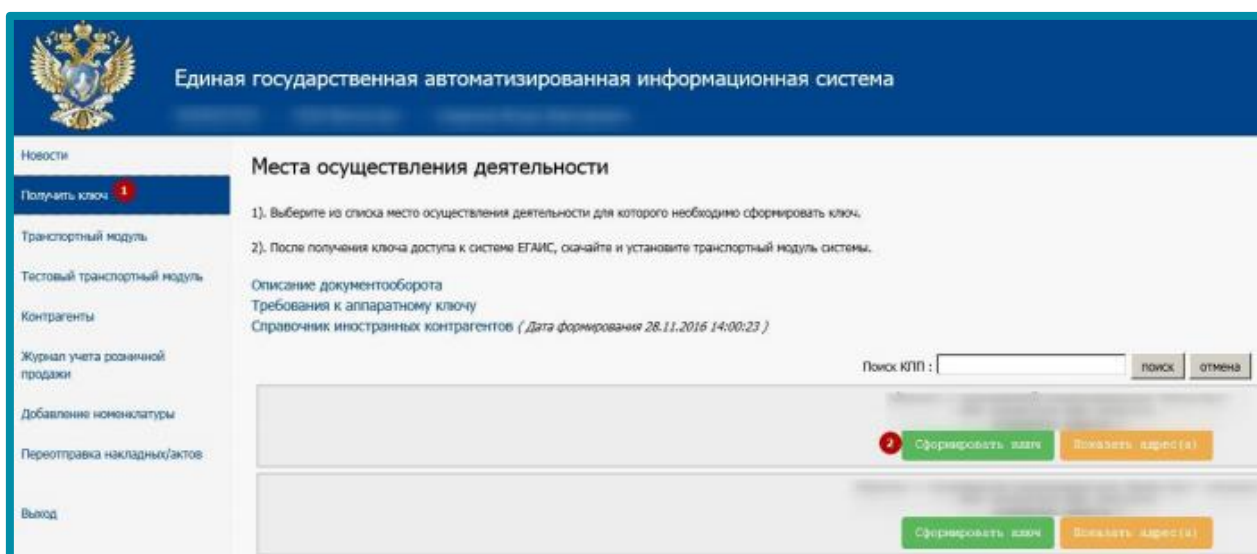 Единая государственная автоматизированная информационная система
Новости
Получить ключ 1
Транспортный модуль
Тестовый транспортный модуль
Контрагенты
Журнал учета розничной
продажи
Добавление номенклатуры
Переотправка накладных/актов
Выход
Места осуществления деятельности
1). Выберите из списка место осуществления деятельности для которого необходимо сформировать ключ.
2). После получения ключа доступа к системе ЕГАИС, скачайте и установите транспортный модуль системы.
Описание документооборота
Требования к аппаратному ключу
Справочник иностранных контрагентов ( Дата формирования 28.11.2016 14:00:23 )
Поиск КПП : поиск отмена
2 Сформировать ключ Показать адрес(а)
Сформировать ключ Показать адрес(а)